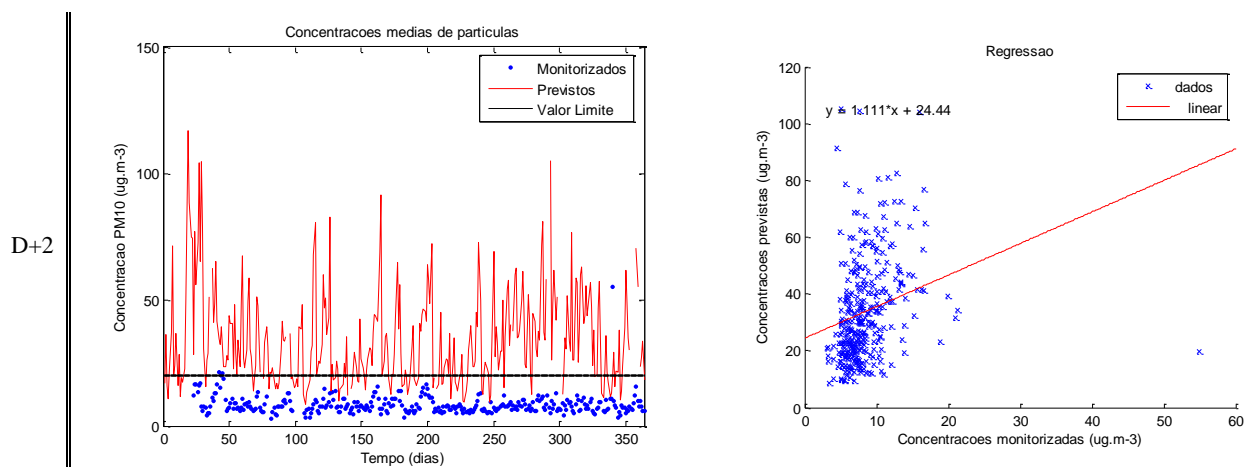 D+2
Concentracoes medias de particulas
150
100
50
0
Concentracao PM10 (ug.m-3)
0 50 100 150 200 250 300 350
Tempo (dias)
Monitorizados
Previstos
Valor Limite
Regressao
120
100
80
60
40
20
0
Concentracoes previstas (ug.m-3)
0 10 20 30 40 50 60
Concentracoes monitorizadas (ug.m-3)
y = 1.111*x + 24.44
dados
linear